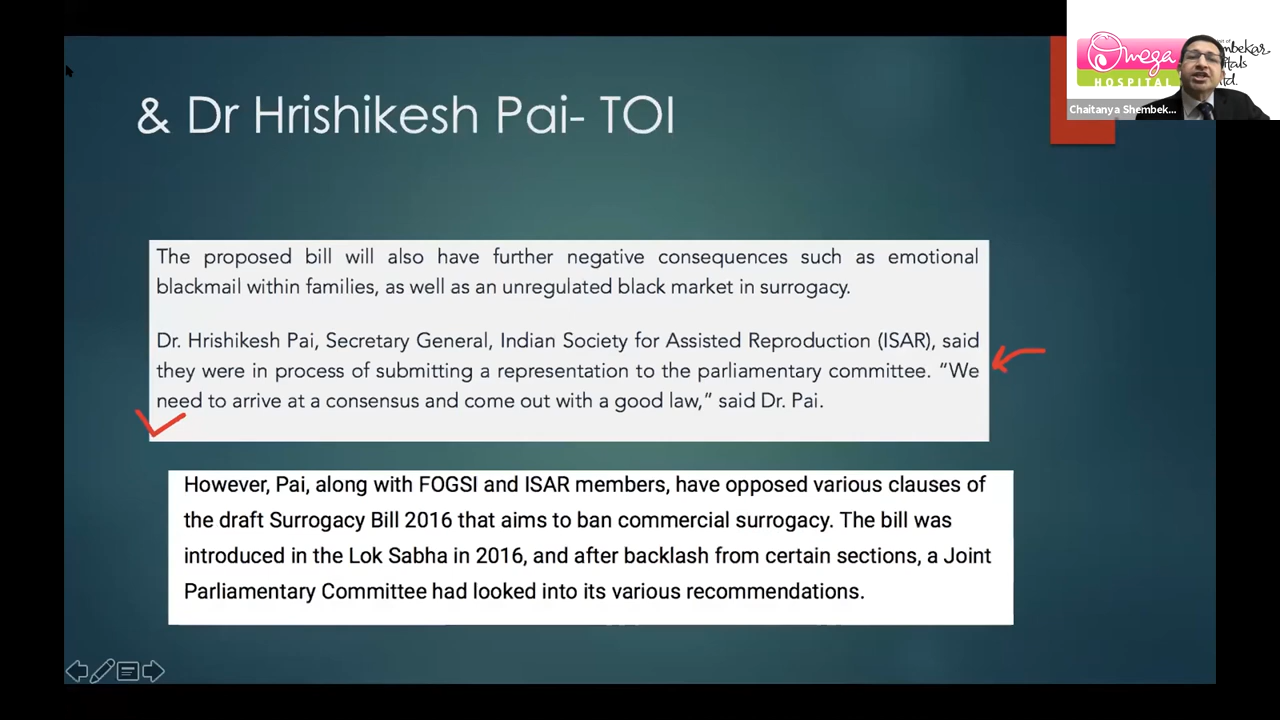 & Dr Hrishikesh Pai- TOI
Omega
HOSPITAL
Chaitanya Shembek...
The proposed bill will also have further negative consequences such as emotional
blackmail within families, as well as an unregulated black market in surrogacy.
Dr. Hrishikesh Pai, Secretary General, Indian Society for Assisted Reproduction (ISAR), said
they were in process of submitting a representation to the parliamentary committee. “We
need to arrive at a consensus and come out with a good law,” said Dr. Pai.
However, Pai, along with FOGSI and ISAR members, have opposed various clauses of
the draft Surrogacy Bill 2016 that aims to ban commercial surrogacy. The bill was
introduced in the Lok Sabha in 2016, and after backlash from certain sections, a Joint
Parliamentary Committee had looked into its various recommendations.